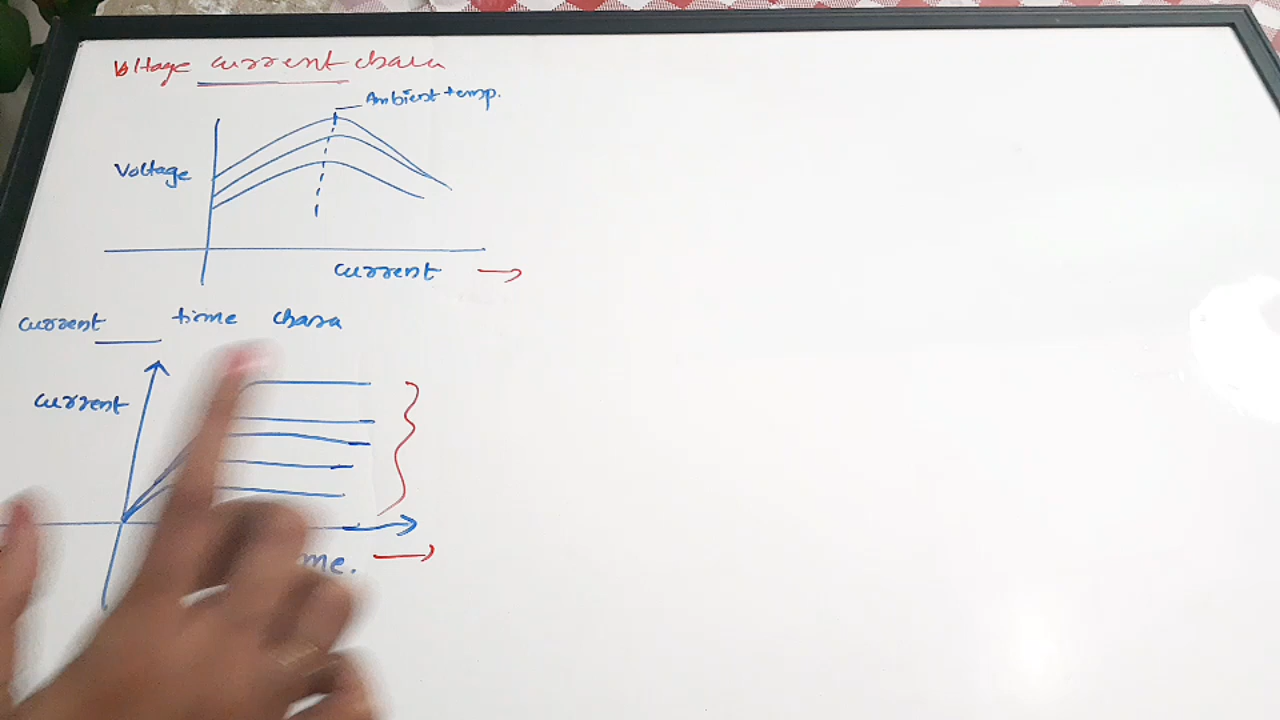 Voltage current chara
Ambient temp.
Voltage
current
current time chara
current
me.